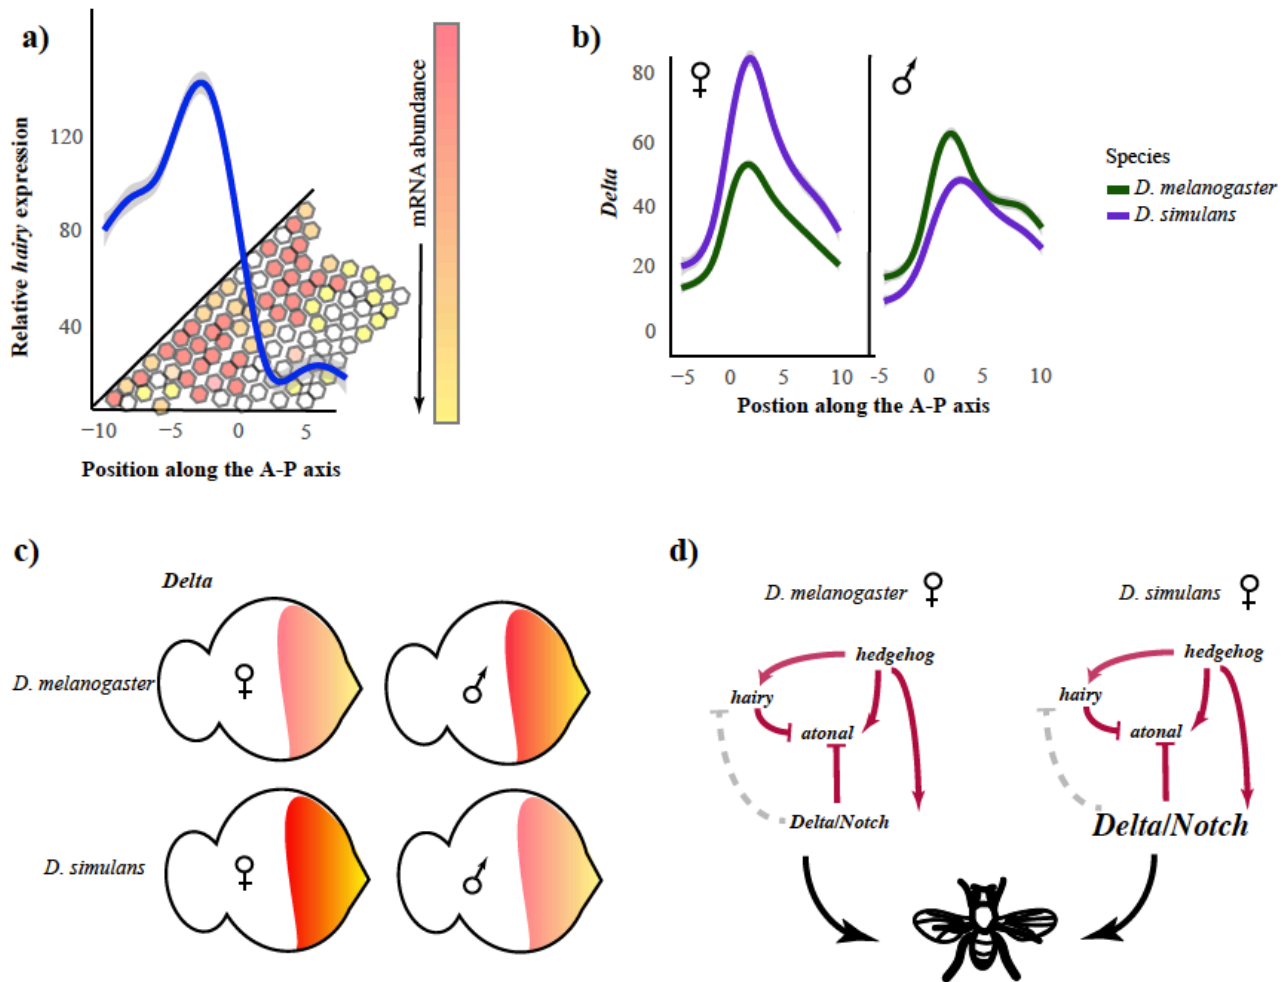 a)
Relative hairy expression
120
80
40
−10 −5 0 5
Position along the A-P axis
mRNA abundance
b)
Delta
80
60
40
20
0
♀
♂
−5 0 5 10
-5 0 5 10
Postion along the A-P axis
Species
D. melanogaster
D. simulans
c)
Delta
D. melanogaster
♀
♂
D. simulans
♀
♂
d)
D. melanogaster ♀
hedgehog
hairy
atonal
Delta/Notch
D. simulans ♀
hedgehog
hairy
atonal
Delta/Notch